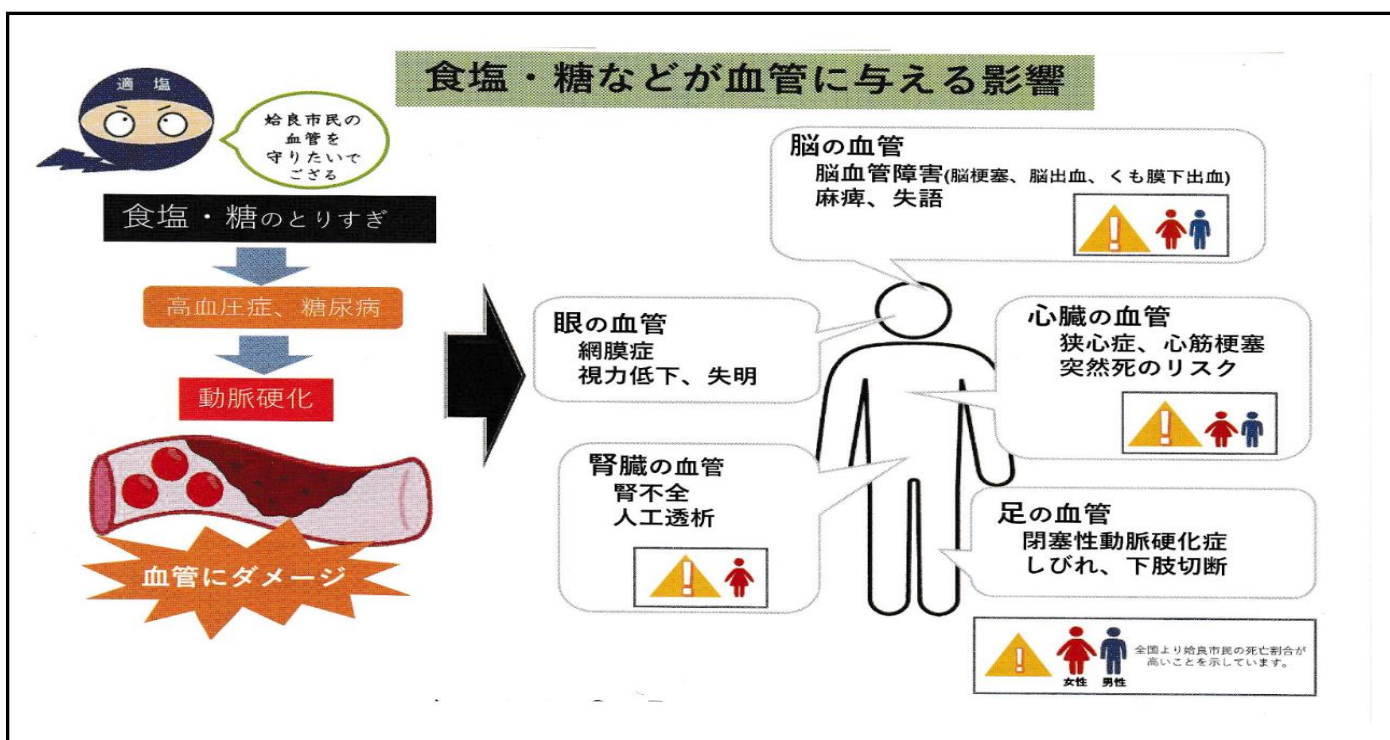 食塩・糖などが血管に与える影響
適塩
姶良市民の
血管を
守りたいで
ござる
食塩・糖のとりすぎ
高血圧症、糖尿病
動脈硬化
血管にダメージ
脳の血管
脳血管障害(脳梗塞、脳出血、くも膜下出血)
麻痺、失語
眼の血管
網膜症
視力低下、失明
心臓の血管
狭心症、心筋梗塞
突然死のリスク
腎臓の血管
腎不全
人工透析
足の血管
閉塞性動脈硬化症
しびれ、下肢切断
全国より姶良市民の死亡割合が
高いことを示しています。
女性 男性